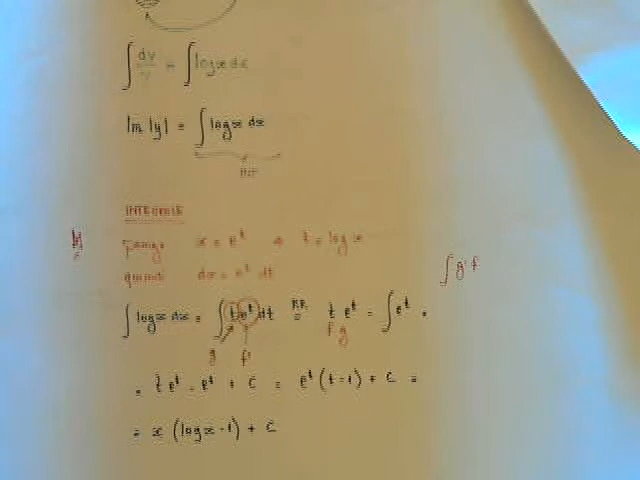 ∫ dy/y = ∫ log x dx
ln |y| = ∫ log x dx
INTEGRALE
Pongo x = e^t ⇒ t = log x
quindi dx = e^t dt
∫ g' f
∫ log x dx = ∫ t e^t dt = t e^t - ∫ e^t =
g f'
f g
= t e^t - e^t + C = e^t (t - 1) + C =
= x (log x - 1) + C